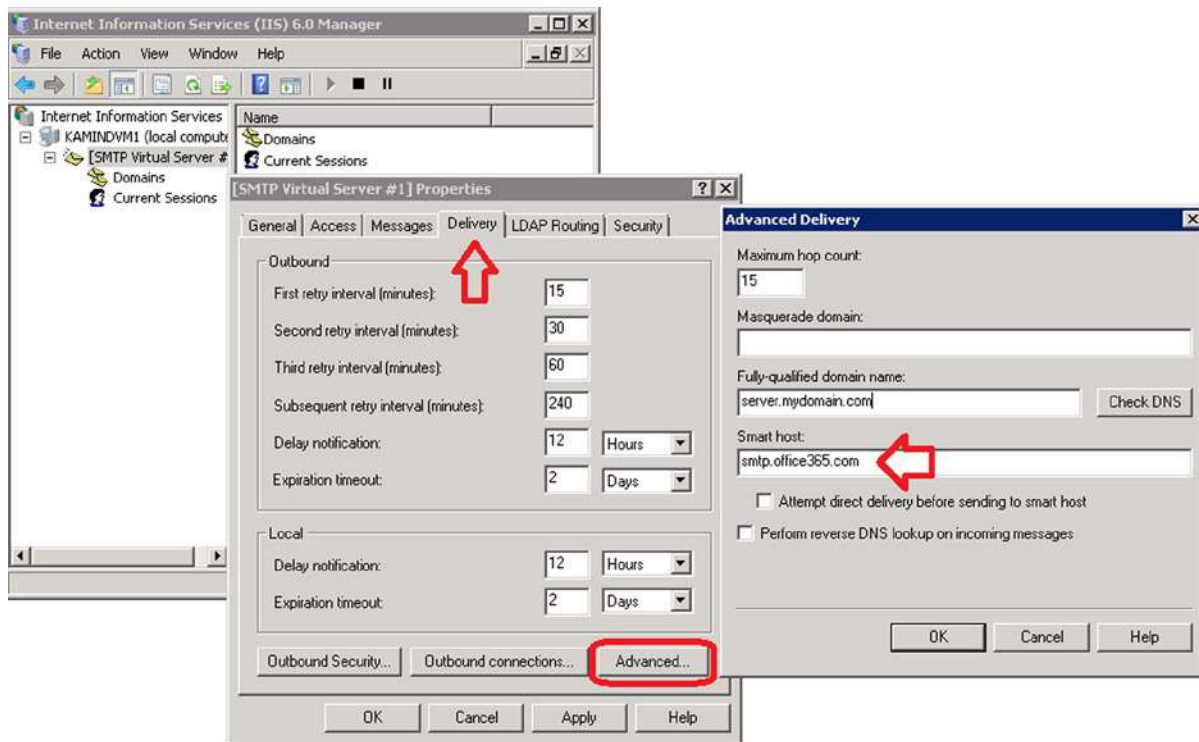 Internet Information Services (IIS) 6.0 Manager
File Action View Window Help
Internet Information Services
KAMINDVM1 (local compute
[SMTP Virtual Server #
Domains
Current Sessions
Name
Domains
Current Sessions
[SMTP Virtual Server #1] Properties
General Access Messages Delivery LDAP Routing Security
Outbound
First retry interval (minutes): 15
Second retry interval (minutes): 30
Third retry interval (minutes): 60
Subsequent retry interval (minutes): 240
Delay notification: 12 Hours
Expiration timeout: 2 Days
Local
Delay notification: 12 Hours
Expiration timeout: 2 Days
Outbound Security... Outbound connections... Advanced...
OK Cancel Apply Help
Advanced Delivery
Maximum hop count:
15
Masquerade domain:
Fully-qualified domain name:
server.mydomain.com Check DNS
Smart host:
smtp.office365.com
Attempt direct delivery before sending to smart host
Perform reverse DNS lookup on incoming messages
OK Cancel Help